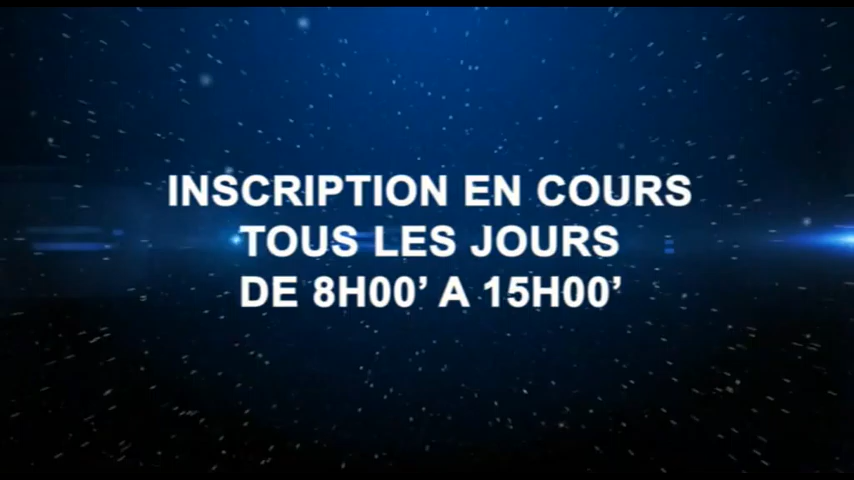 INSCRIPTION EN COURS
TOUS LES JOURS
DE 8H00’ A 15H00’